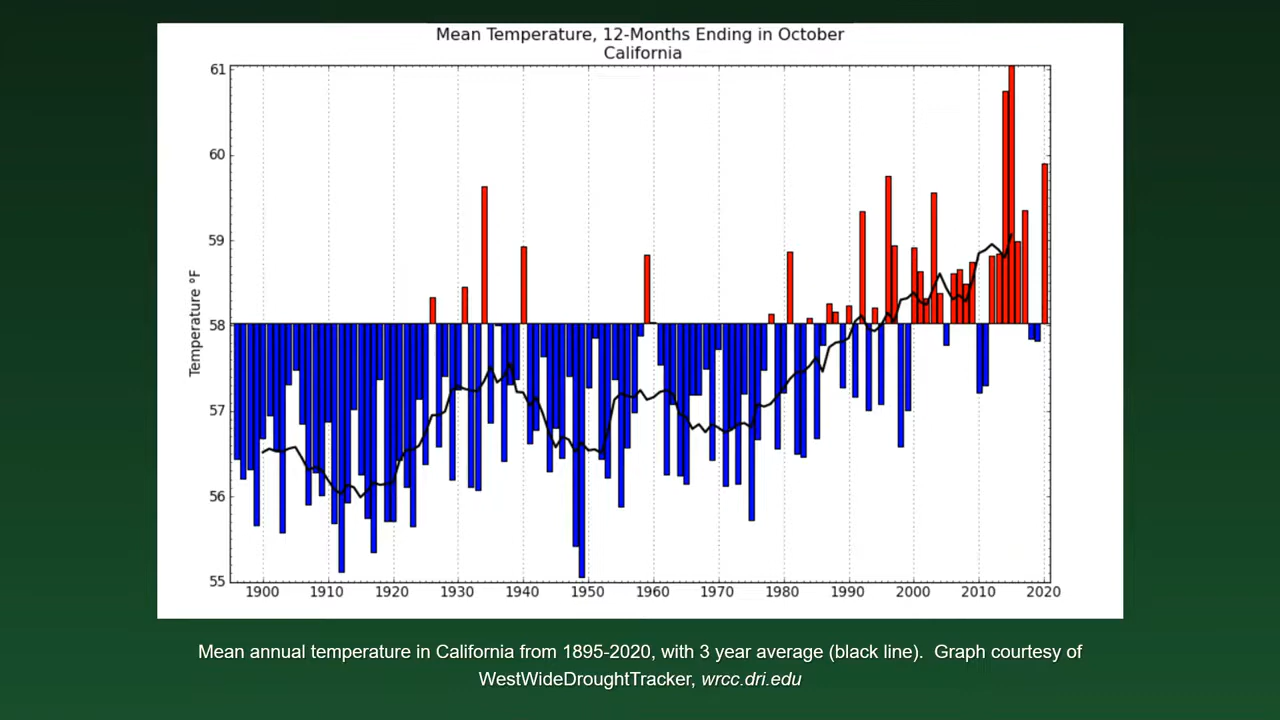 Mean Temperature, 12-Months Ending in October
California
61
60
59
58
57
56
55
Temperature °F
1900 1910 1920 1930 1940 1950 1960 1970 1980 1990 2000 2010 2020
Mean annual temperature in California from 1895-2020, with 3 year average (black line). Graph courtesy of
WestWideDroughtTracker, wrcc.dri.edu